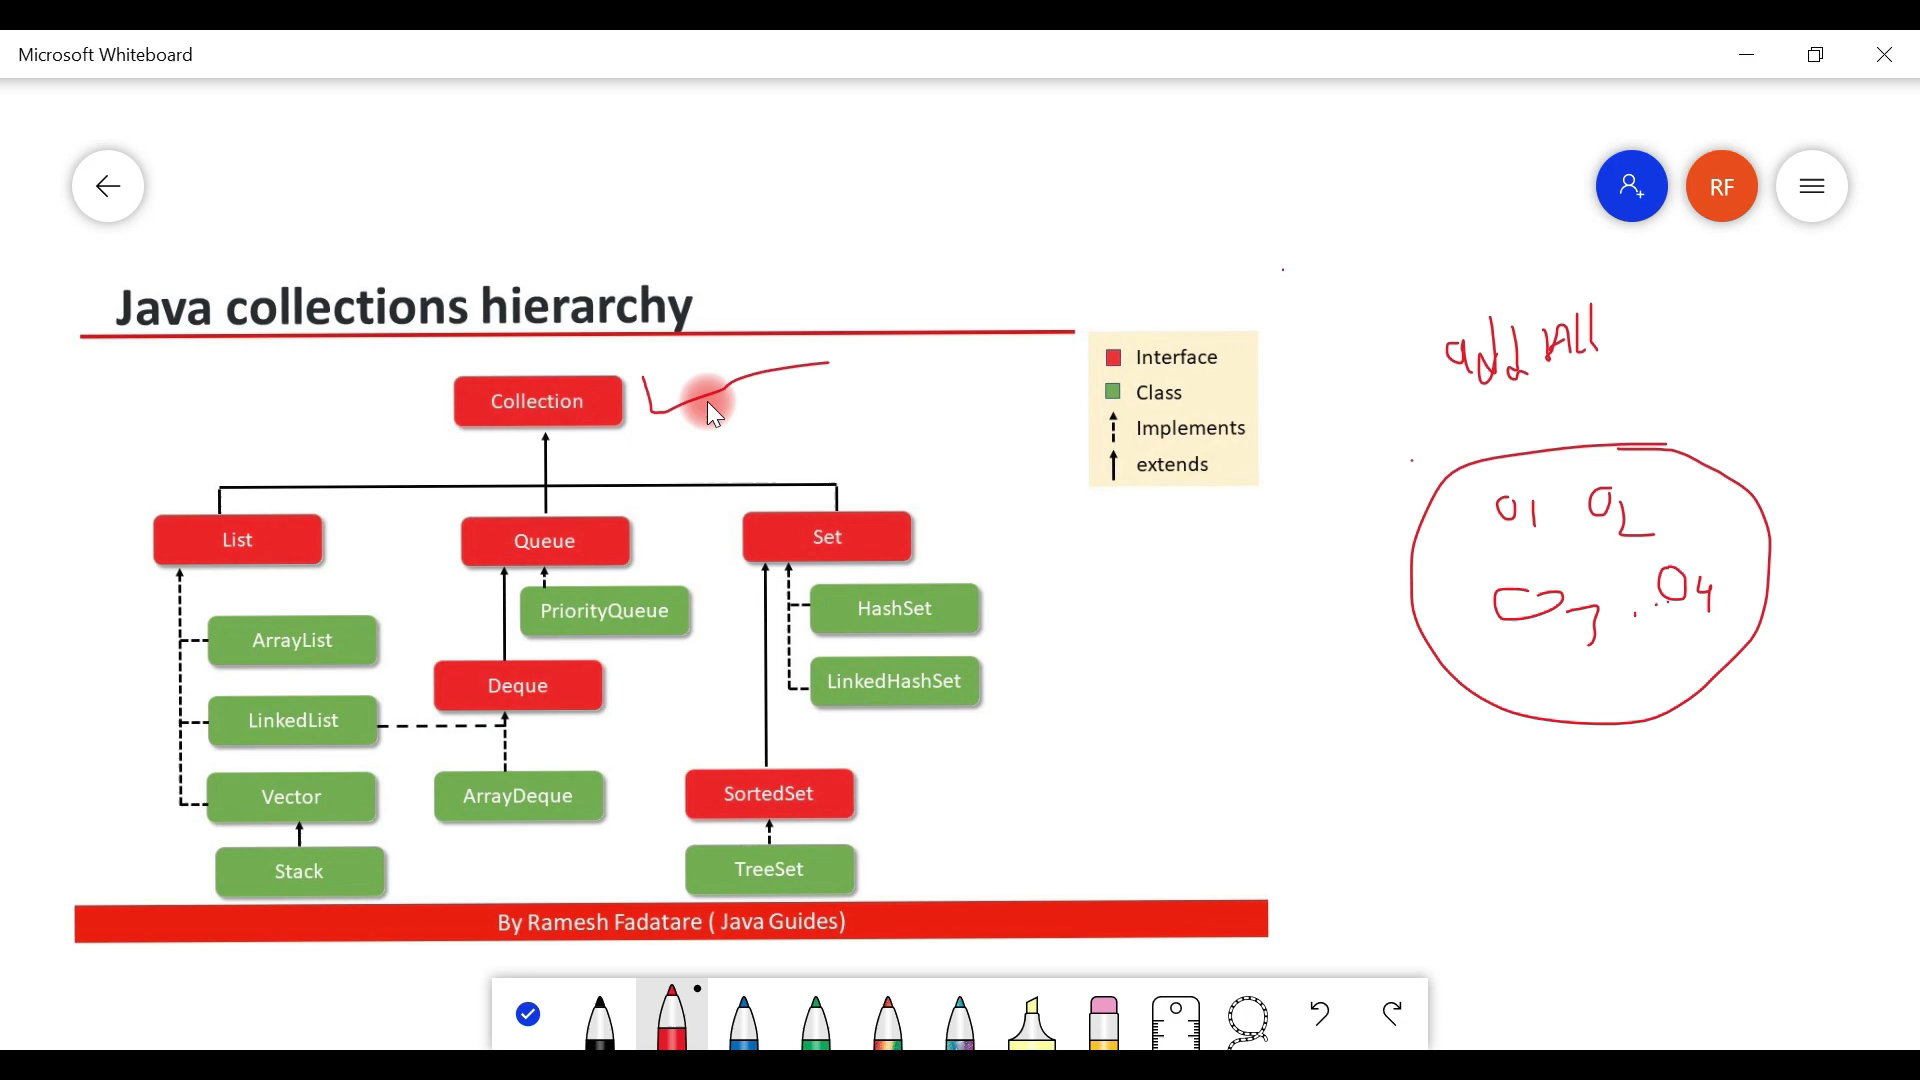 Microsoft Whiteboard
RF
Java collections hierarchy
Interface
Class
Implements
extends
add All
Collection
List
Queue
Set
O1 O2
O3 ... O4
PriorityQueue
HashSet
ArrayList
Deque
LinkedHashSet
LinkedList
Vector
ArrayDeque
SortedSet
Stack
TreeSet
By Ramesh Fadatare ( Java Guides)